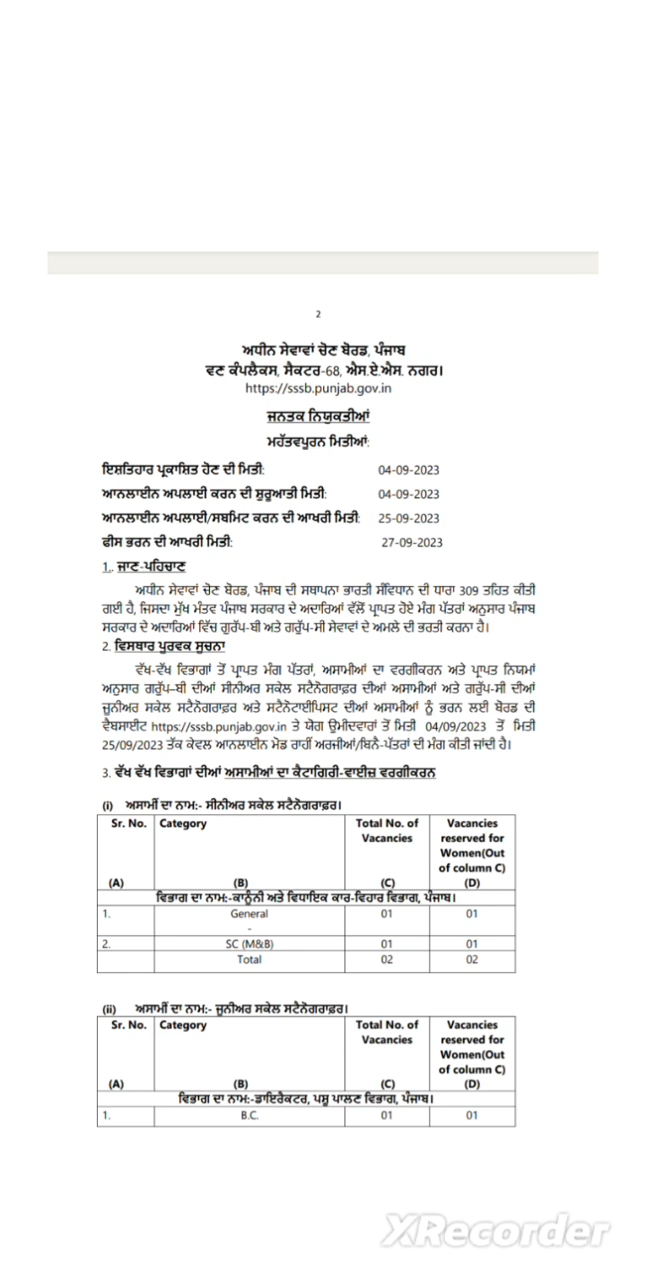 2
ਅਧੀਨ ਸੇਵਾਵਾਂ ਚੋਣ ਬੋਰਡ, ਪੰਜਾਬ
ਵਣ ਕੰਪਲੈਕਸ, ਸੈਕਟਰ-68, ਐਸ.ਏ.ਐਸ. ਨਗਰ।
https://sssb.punjab.gov.in
ਜਨਤਕ ਨਿਯੁਕਤੀਆਂ
ਮਹੱਤਵਪੂਰਨ ਮਿਤੀਆਂ:
ਇਸ਼ਤਿਹਾਰ ਪ੍ਰਕਾਸ਼ਿਤ ਹੋਣ ਦੀ ਮਿਤੀ: 04-09-2023
ਆਨਲਾਈਨ ਅਪਲਾਈ ਕਰਨ ਦੀ ਸ਼ੁਰੂਆਤੀ ਮਿਤੀ: 04-09-2023
ਆਨਲਾਈਨ ਅਪਲਾਈ/ਸਬਮਿਟ ਕਰਨ ਦੀ ਆਖਰੀ ਮਿਤੀ: 25-09-2023
ਫੀਸ ਭਰਨ ਦੀ ਆਖਰੀ ਮਿਤੀ: 27-09-2023
1.. ਜਾਣ-ਪਹਿਚਾਣ
ਅਧੀਨ ਸੇਵਾਵਾਂ ਚੋਣ ਬੋਰਡ, ਪੰਜਾਬ ਦੀ ਸਥਾਪਨਾ ਭਾਰਤੀ ਸੰਵਿਧਾਨ ਦੀ ਧਾਰਾ 309 ਤਹਿਤ ਕੀਤੀ
ਗਈ ਹੈ, ਜਿਸਦਾ ਮੁੱਖ ਮੰਤਵ ਪੰਜਾਬ ਸਰਕਾਰ ਦੇ ਅਦਾਰਿਆਂ ਵੱਲੋਂ ਪ੍ਰਾਪਤ ਹੋਏ ਮੰਗ ਪੱਤਰਾਂ ਅਨੁਸਾਰ ਪੰਜਾਬ
ਸਰਕਾਰ ਦੇ ਅਦਾਰਿਆਂ ਵਿੱਚ ਗੁਰੱਪ-ਬੀ ਅਤੇ ਗਰੁੱਪ-ਸੀ ਸੇਵਾਵਾਂ ਦੇ ਅਮਲੇ ਦੀ ਭਰਤੀ ਕਰਨਾ ਹੈ।
2. ਵਿਸਥਾਰ ਪੂਰਵਕ ਸੂਚਨਾ
ਵੱਖ-ਵੱਖ ਵਿਭਾਗਾਂ ਤੋਂ ਪ੍ਰਾਪਤ ਮੰਗ ਪੱਤਰਾਂ, ਅਸਾਮੀਆਂ ਦਾ ਵਰਗੀਕਰਨ ਅਤੇ ਪ੍ਰਾਪਤ ਨਿਯਮਾਂ
ਅਨੁਸਾਰ ਗਰੁੱਪ-ਬੀ ਦੀਆਂ ਸੀਨੀਅਰ ਸਕੇਲ ਸਟੈਨੋਗਰਾਫ਼ਰ ਦੀਆਂ ਅਸਾਮੀਆਂ ਅਤੇ ਗਰੁੱਪ-ਸੀ ਦੀਆਂ
ਜੂਨੀਅਰ ਸਕੇਲ ਸਟੈਨੋਗਰਾਫ਼ਰ ਅਤੇ ਸਟੈਨੋਟਾਈਪਿਸਟ ਦੀਆਂ ਅਸਾਮੀਆਂ ਨੂੰ ਭਰਨ ਲਈ ਬੋਰਡ ਦੀ
ਵੈਬਸਾਈਟ https://sssb.punjab.gov.in ਤੇ ਯੋਗ ਉਮੀਦਵਾਰਾਂ ਤੋਂ ਮਿਤੀ 04/09/2023 ਤੋਂ ਮਿਤੀ
25/09/2023 ਤੱਕ ਕੇਵਲ ਆਨਲਾਈਨ ਮੋਡ ਰਾਹੀਂ ਅਰਜੀਆਂ/ਬਿਨੈ-ਪੱਤਰਾਂ ਦੀ ਮੰਗ ਕੀਤੀ ਜਾਂਦੀ ਹੈ।
3. ਵੱਖ ਵੱਖ ਵਿਭਾਗਾਂ ਦੀਆਂ ਅਸਾਮੀਆਂ ਦਾ ਕੈਟਾਗਿਰੀ-ਵਾਈਜ਼ ਵਰਗੀਕਰਨ
(i) ਅਸਾਮੀਂ ਦਾ ਨਾਮ:- ਸੀਨੀਅਰ ਸਕੇਲ ਸਟੈਨੋਗਰਾਫ਼ਰ।
Sr. No. Category Total No. of Vacancies
Vacancies reserved for
Women(Out
of column C)
(A) (B) (C) (D)
ਵਿਭਾਗ ਦਾ ਨਾਮ:-ਕਾਨੂੰਨੀ ਅਤੇ ਵਿਧਾਇਕ ਕਾਰ-ਵਿਹਾਰ ਵਿਭਾਗ, ਪੰਜਾਬ।
1. General 01 01
-
2. SC (M&B) 01 01
Total 02 02
(ii) ਅਸਾਮੀਂ ਦਾ ਨਾਮ:- ਜੂਨੀਅਰ ਸਕੇਲ ਸਟੈਨੋਗਰਾਫ਼ਰ।
Sr. No. Category Total No. of Vacancies
Vacancies reserved for
Women(Out
of column C)
(A) (B) (C) (D)
ਵਿਭਾਗ ਦਾ ਨਾਮ:-ਡਾਇਰੈਕਟਰ, ਪਸ਼ੂ ਪਾਲਣ ਵਿਭਾਗ, ਪੰਜਾਬ।
1. B.C. 01 01
XRecorder